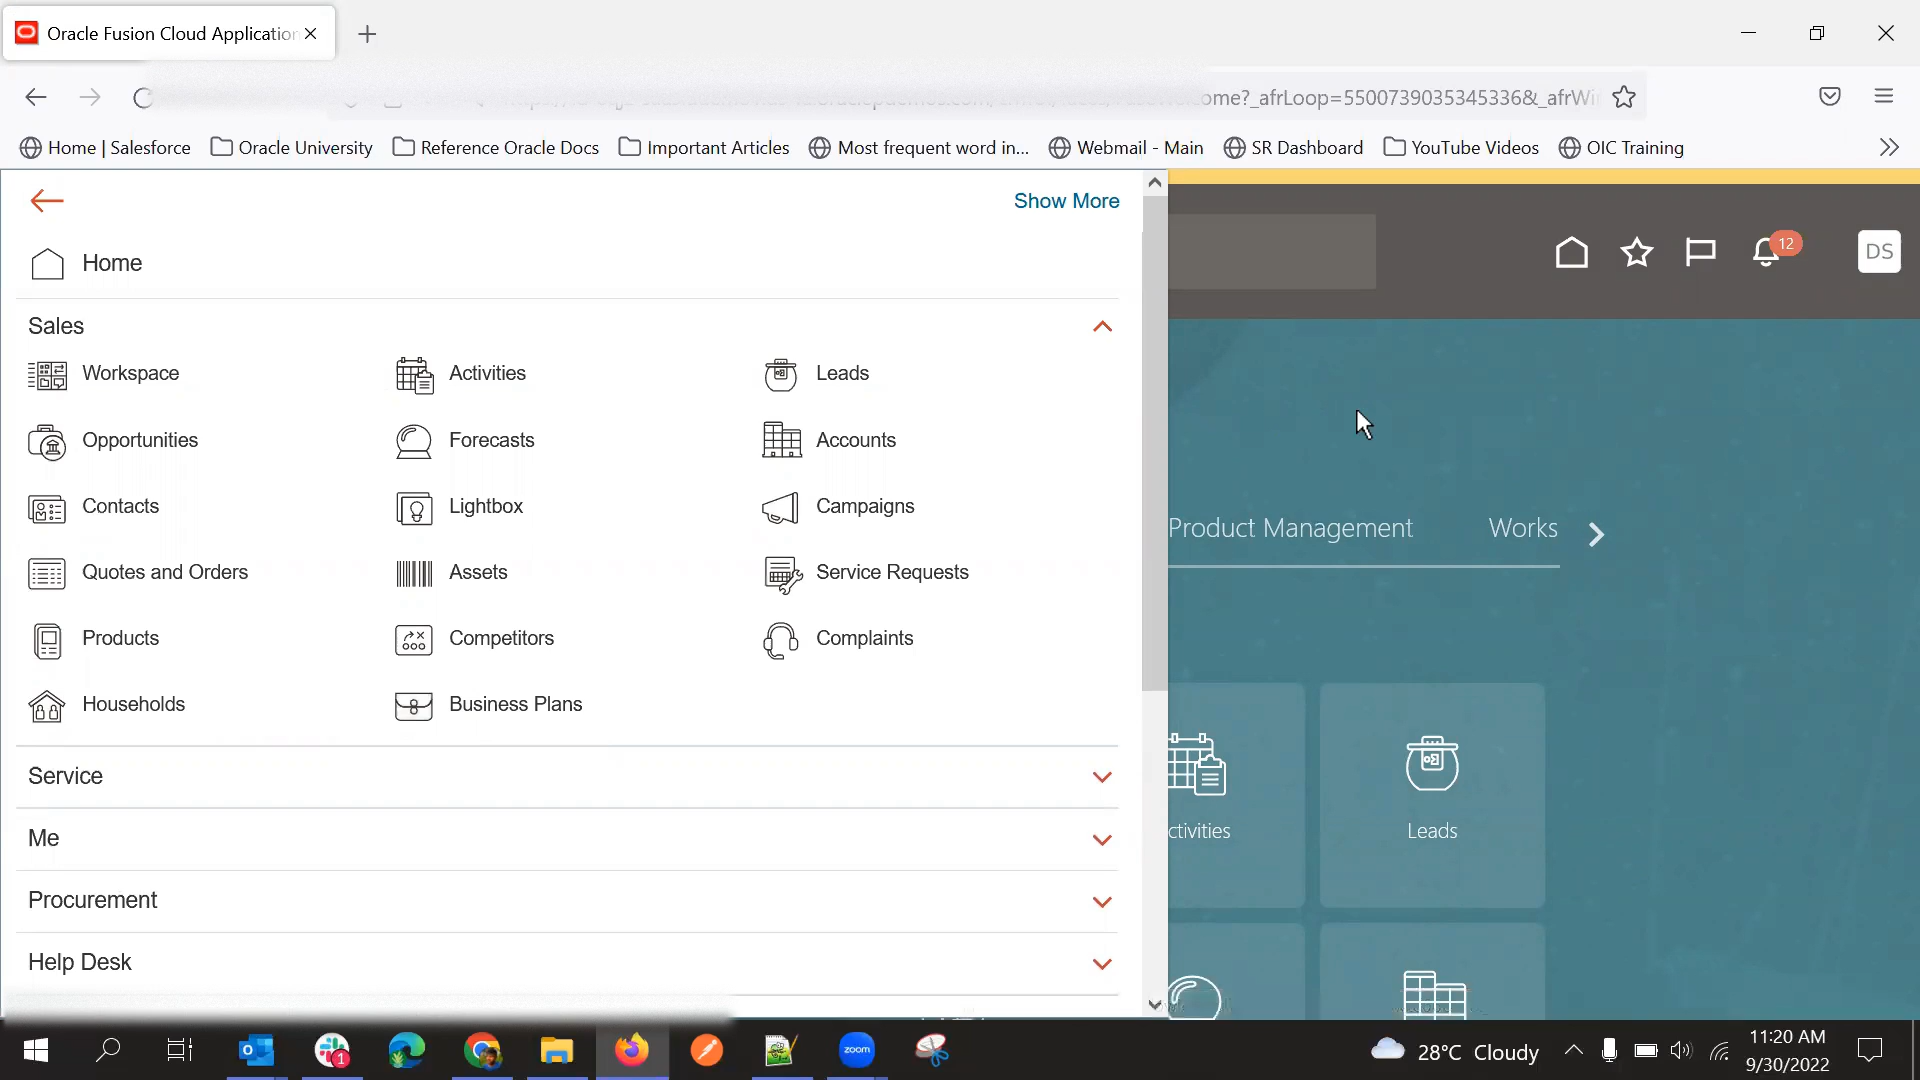 Oracle Fusion Cloud Application
ome?_afrLoop=5500739035345336&_afrWi
Home | Salesforce Oracle University Reference Oracle Docs Important Articles Most frequent word in... Webmail - Main SR Dashboard YouTube Videos OIC Training
Show More
Home
12
DS
Sales
Workspace Activities Leads
Opportunities Forecasts Accounts
Contacts Lightbox Campaigns
Product Management Works
Quotes and Orders Assets Service Requests
Products Competitors Complaints
Households Business Plans
Service
Me
ctivities Leads
Procurement
Help Desk
zoom
1
28°C Cloudy
11:20 AM
9/30/2022